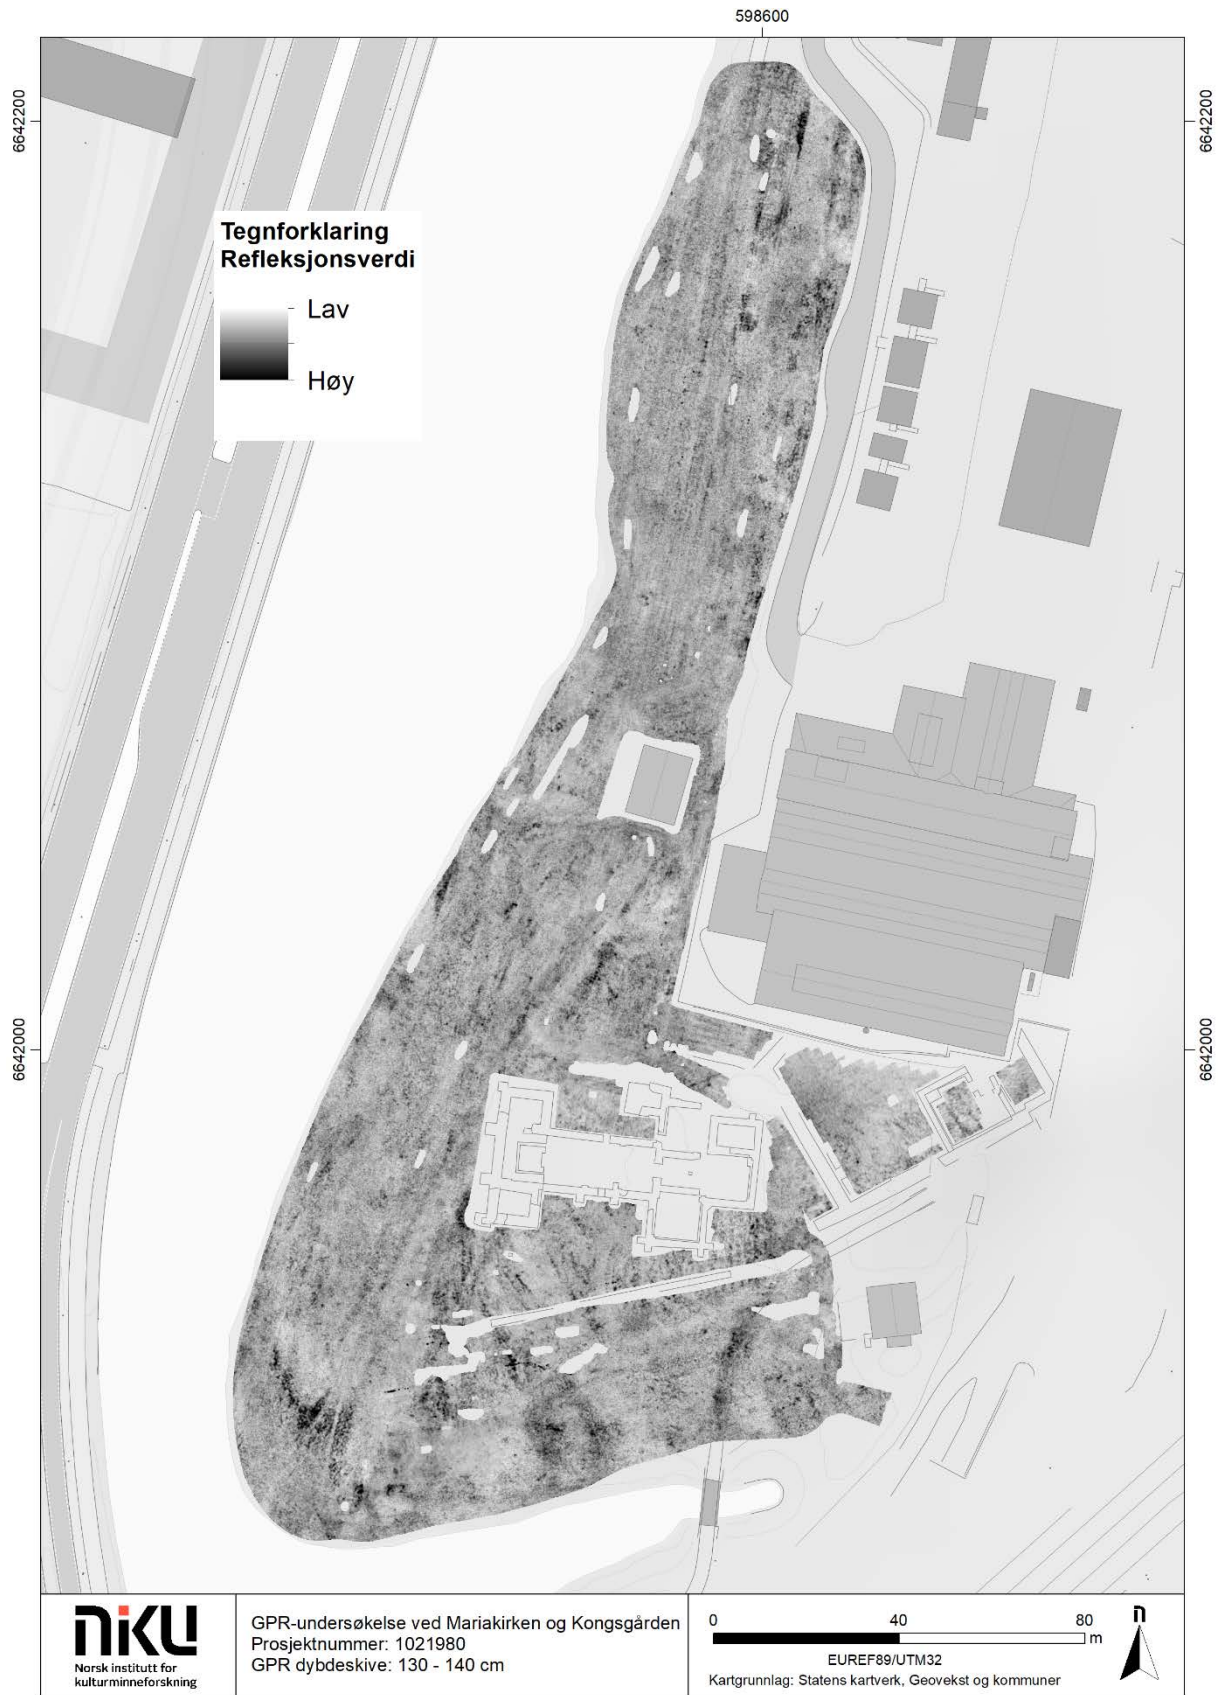 598600
6642200
6642200
Tegnforklaring
Refleksjonsverdi
Lav
Høy
6642000
6642000
NIKU
Norsk institutt for
kulturminneforskning
GPR-undersøkelse ved Mariakirken og Kongsgården
Prosjektnummer: 1021980
GPR dybdeskive: 130 - 140 cm
0 40 80
m
EUREF89/UTM32
Kartgrunnlag: Statens kartverk, Geovekst og kommuner
n